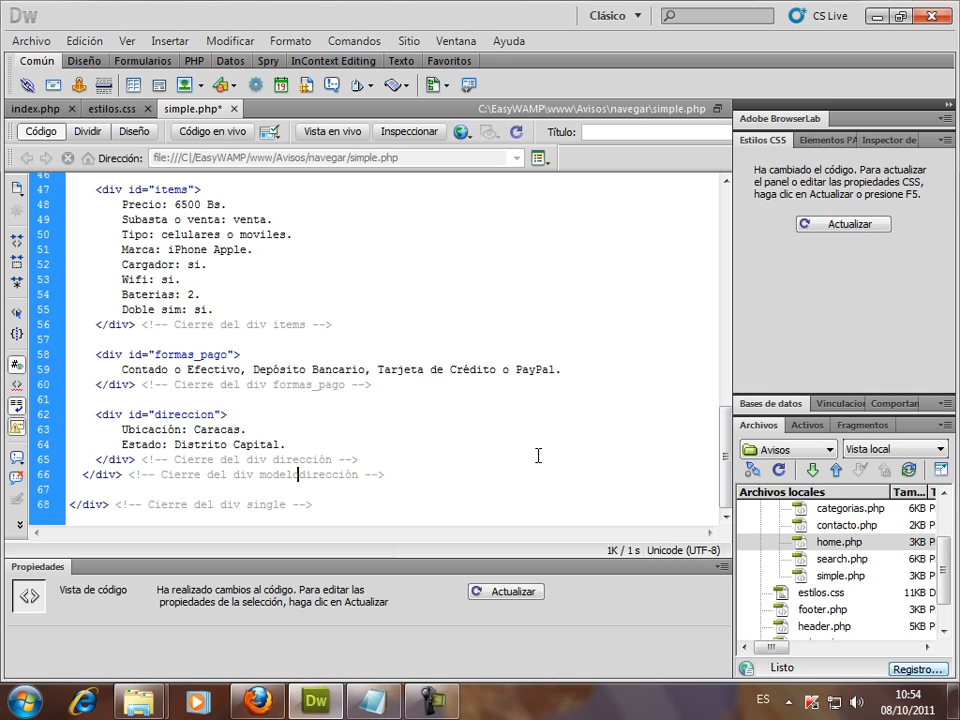 Dw
Clásico
CS Live
Archivo Edición Ver Insertar Modificar Formato Comandos Sitio Ventana Ayuda
Común Diseño Formularios PHP Datos Spry InContext Editing Texto Favoritos
index.php estilos.css simple.php* C:\EasyWAMP\www\Avisos\navegar\simple.php
Código Dividir Diseño Código en vivo Vista en vivo Inspeccionar Título:
Dirección: file:///C|/EasyWAMP/www/Avisos/navegar/simple.php
46
47 <div id="items">
48 Precio: 6500 Bs.
49 Subasta o venta: venta.
50 Tipo: celulares o moviles.
51 Marca: iPhone Apple.
52 Cargador: si.
53 Wifi: si.
54 Baterias: 2.
55 Doble sim: si.
56 </div> <!-- Cierre del div items -->
57
58 <div id="formas_pago">
59 Contado o Efectivo, Depósito Bancario, Tarjeta de Crédito o PayPal.
60 </div> <!-- Cierre del div formas_pago -->
61
62 <div id="direccion">
63 Ubicación: Caracas.
64 Estado: Distrito Capital.
65 </div> <!-- Cierre del div dirección -->
66 </div> <!-- Cierre del div modelodirección -->
67
68 </div> <!-- Cierre del div single -->
1K / 1 s Unicode (UTF-8)
Propiedades
Vista de código
Ha realizado cambios al código. Para editar las
propiedades de la selección, haga clic en Actualizar
Actualizar
Adobe BrowserLab
Estilos CSS Elementos PA Inspector de
Ha cambiado el código. Para actualizar
el panel o editar las propiedades CSS,
haga clic en Actualizar o presione F5.
Actualizar
Bases de datos Vinculacion Comportan
Archivos Activos Fragmentos
Avisos Vista local
Archivos locales Tam... T
categorias.php 6KB P
contacto.php 2KB P
home.php 3KB P
search.php 6KB P
simple.php 3KB P
estilos.css 11KB D
footer.php 3KB P
header.php 5KB P
Listo Registro...
Dw ES 10:54
08/10/2011